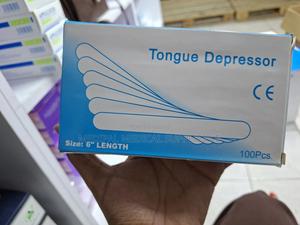 Tongue Depressor
CE
Size: 6" LENGTH
100Pcs.